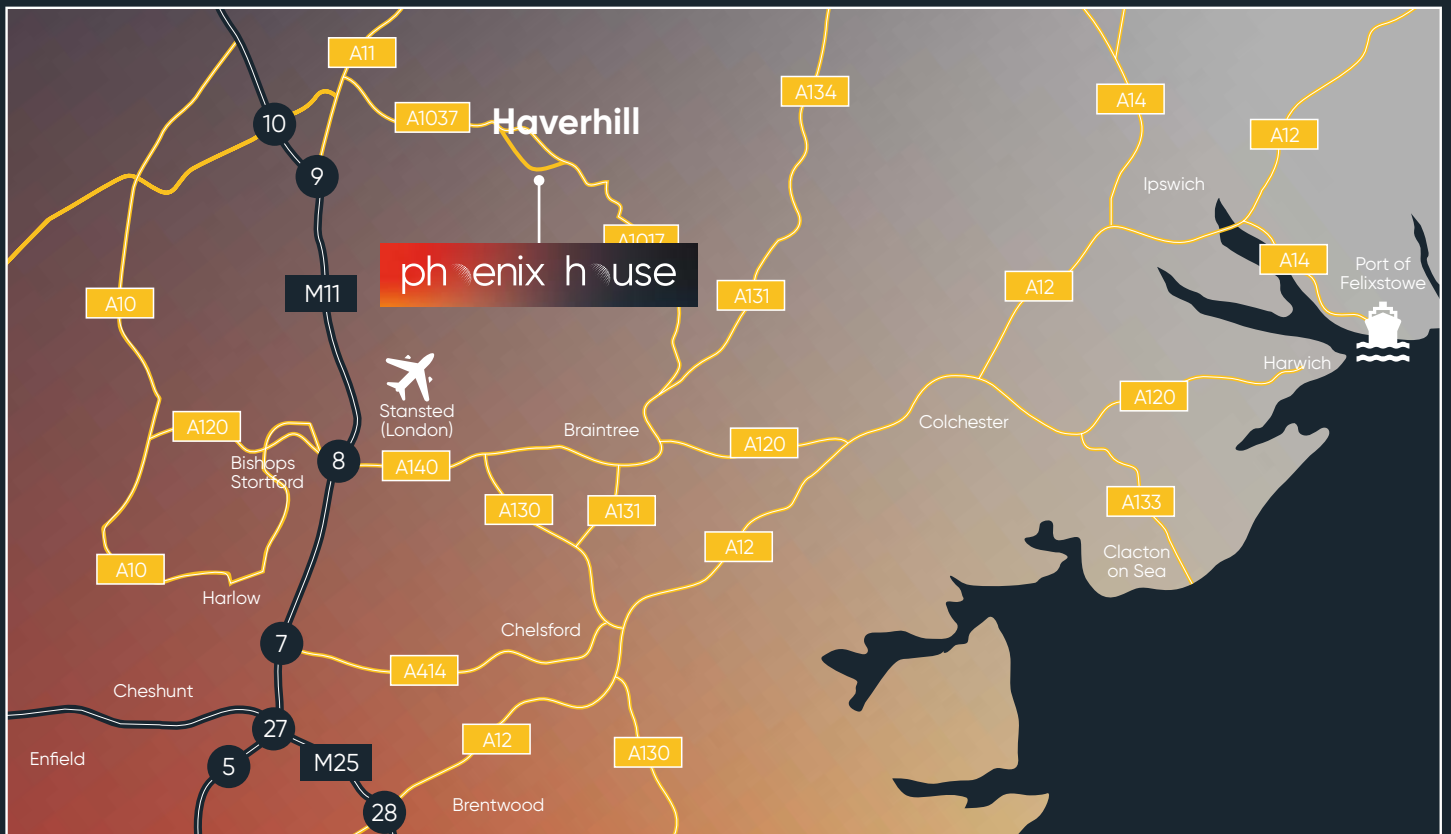 A11
A134
A14
A1037
Haverhill
10
A12
9
Ipswich
A1017
phoenix house
A14
Port of
Felixstowe
M11
A10
A131
A12
Stansted
(London)
Harwich
A120
A120
Braintree
Colchester
A120
Bishops
Stortford
8
A140
A130
A131
A133
A12
Clacton
on Sea
A10
Harlow
7
Chelsford
A414
Cheshunt
27
A12
A130
Enfield
5
M25
Brentwood
28